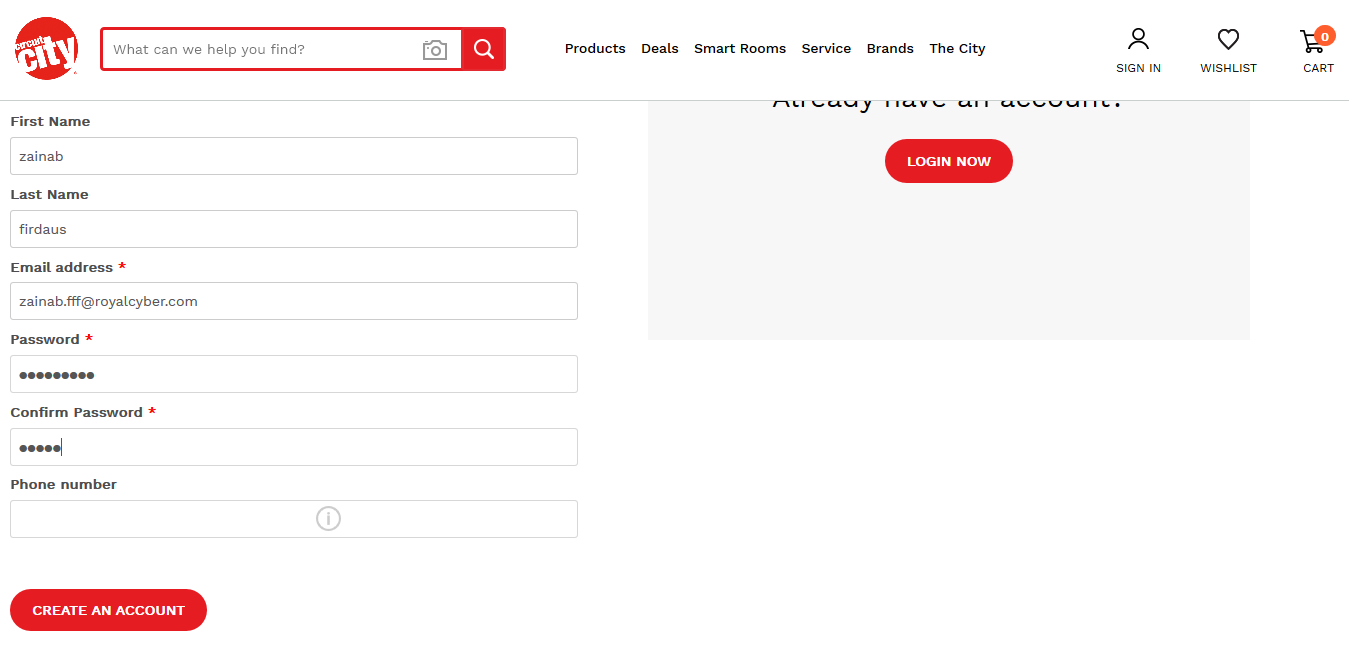 circuit city
What can we help you find?
Products Deals Smart Rooms Service Brands The City
SIGN IN
WISHLIST
0
CART
First Name
zainab
Last Name
firdaus
Email address *
zainab.fff@royalcyber.com
Password *
●●●●●●●●●
Confirm Password *
●●●●●
Phone number
CREATE AN ACCOUNT
Already have an account?
LOGIN NOW